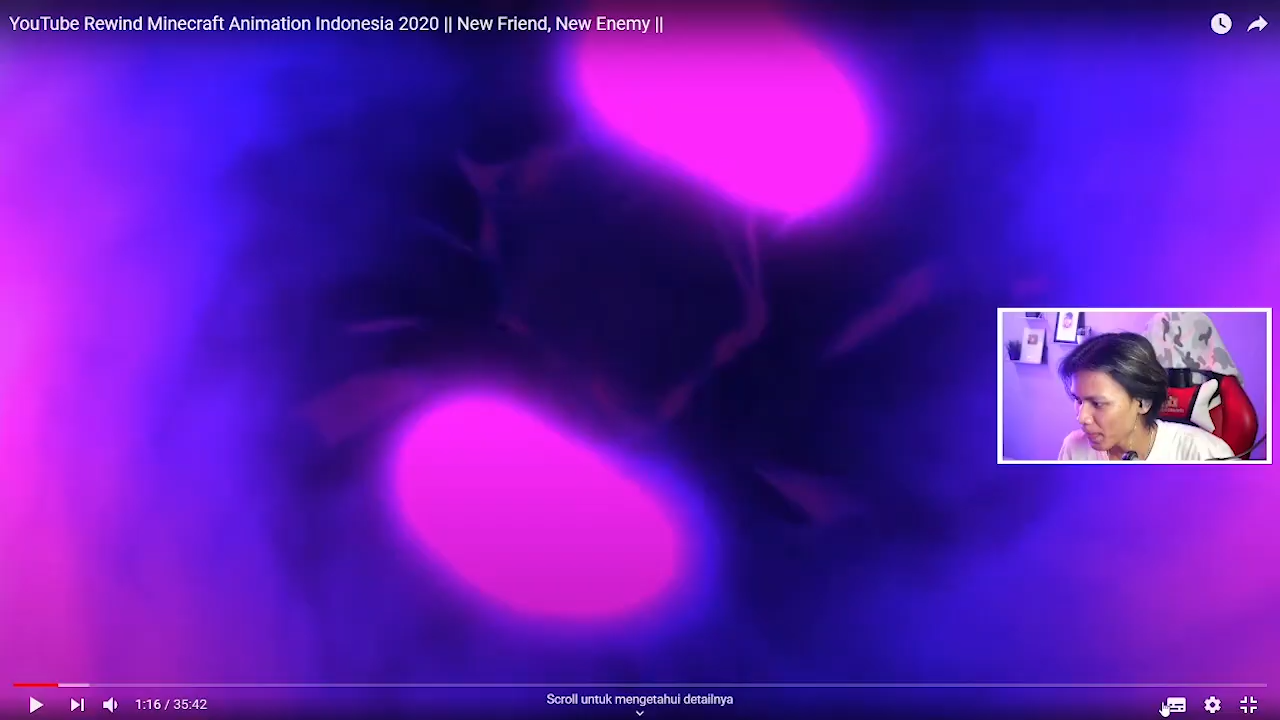 YouTube Rewind Minecraft Animation Indonesia 2020 || New Friend, New Enemy ||
1:16 / 35:42
Scroll untuk mengetahui detailnya